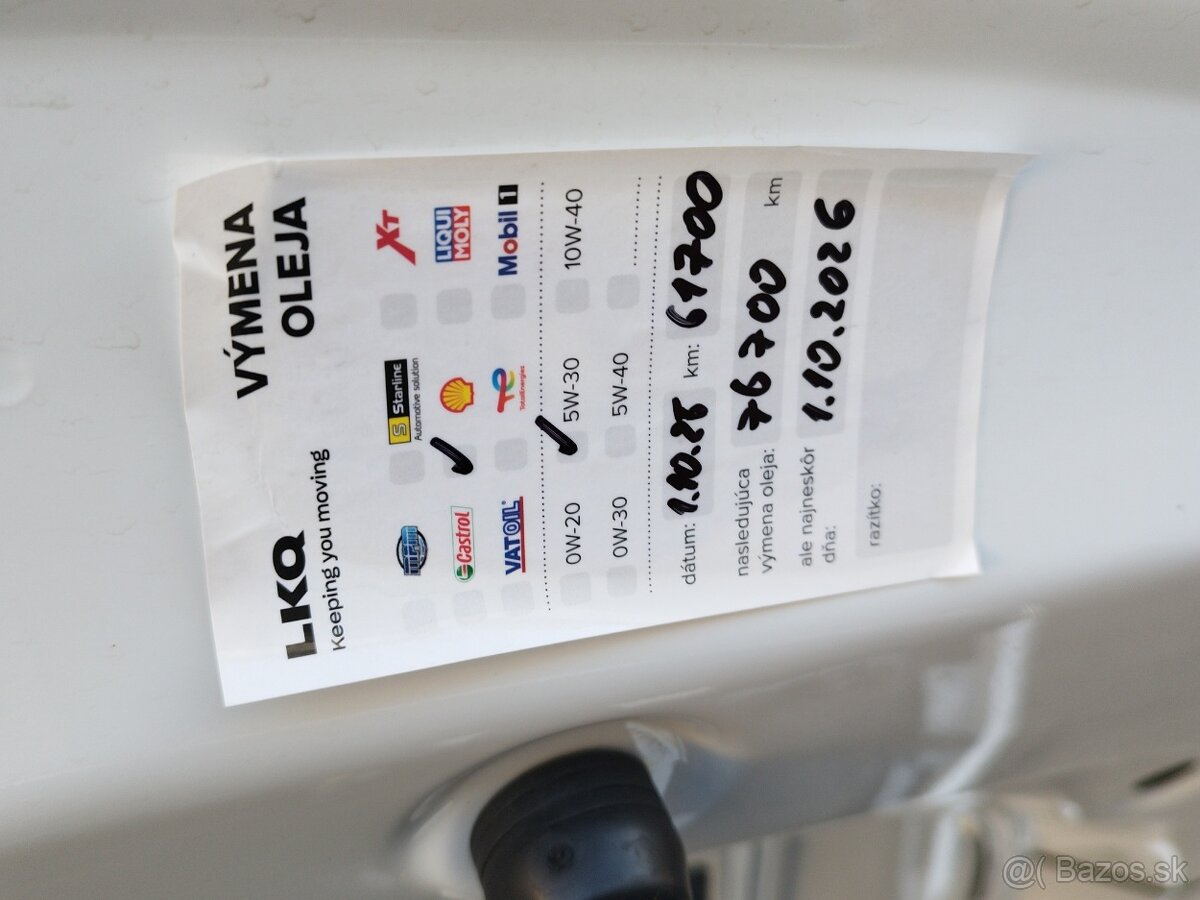 LKQ
Keeping you moving
VÝMENA
OLEJA
S Starline
Automotive solution
XT
Castrol
LIQUI
MOLY
VATOIL
TotalEnergies
Mobil 1
0W-20 5W-30 10W-40
0W-30 5W-40
dátum: 1.10.25 km: 61700
nasledujúca
výmena oleja: 76700 km
ale najneskôr
dňa: 1.10.2026
razítko:
@( Bazos.sk